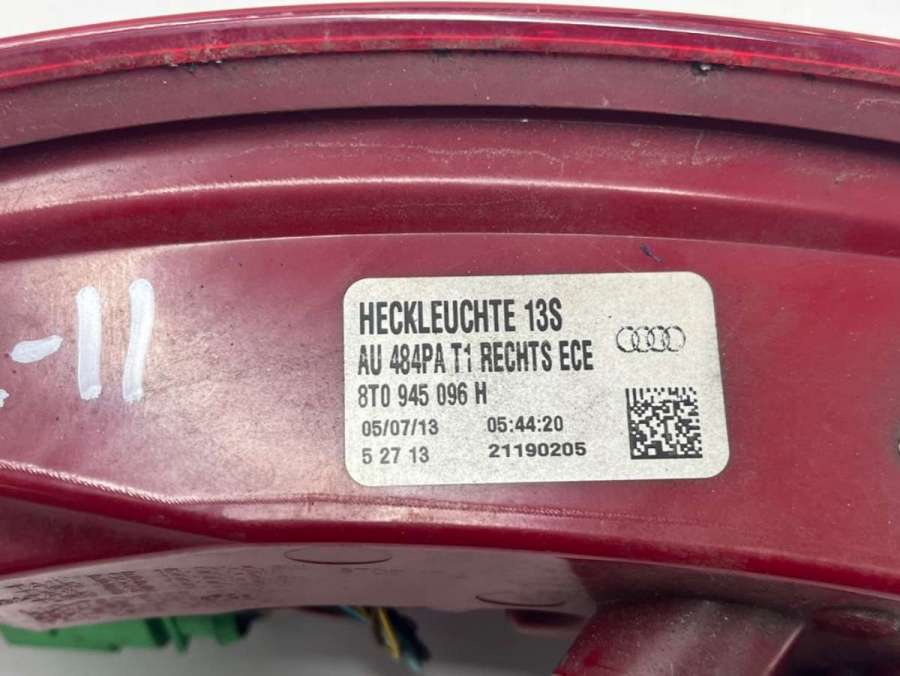 -11
HECKLEUCHTE 13S
AU 484PA T1 RECHTS ECE
8T0 945 096 H
05/07/13 05:44:20
5 27 13 21190205